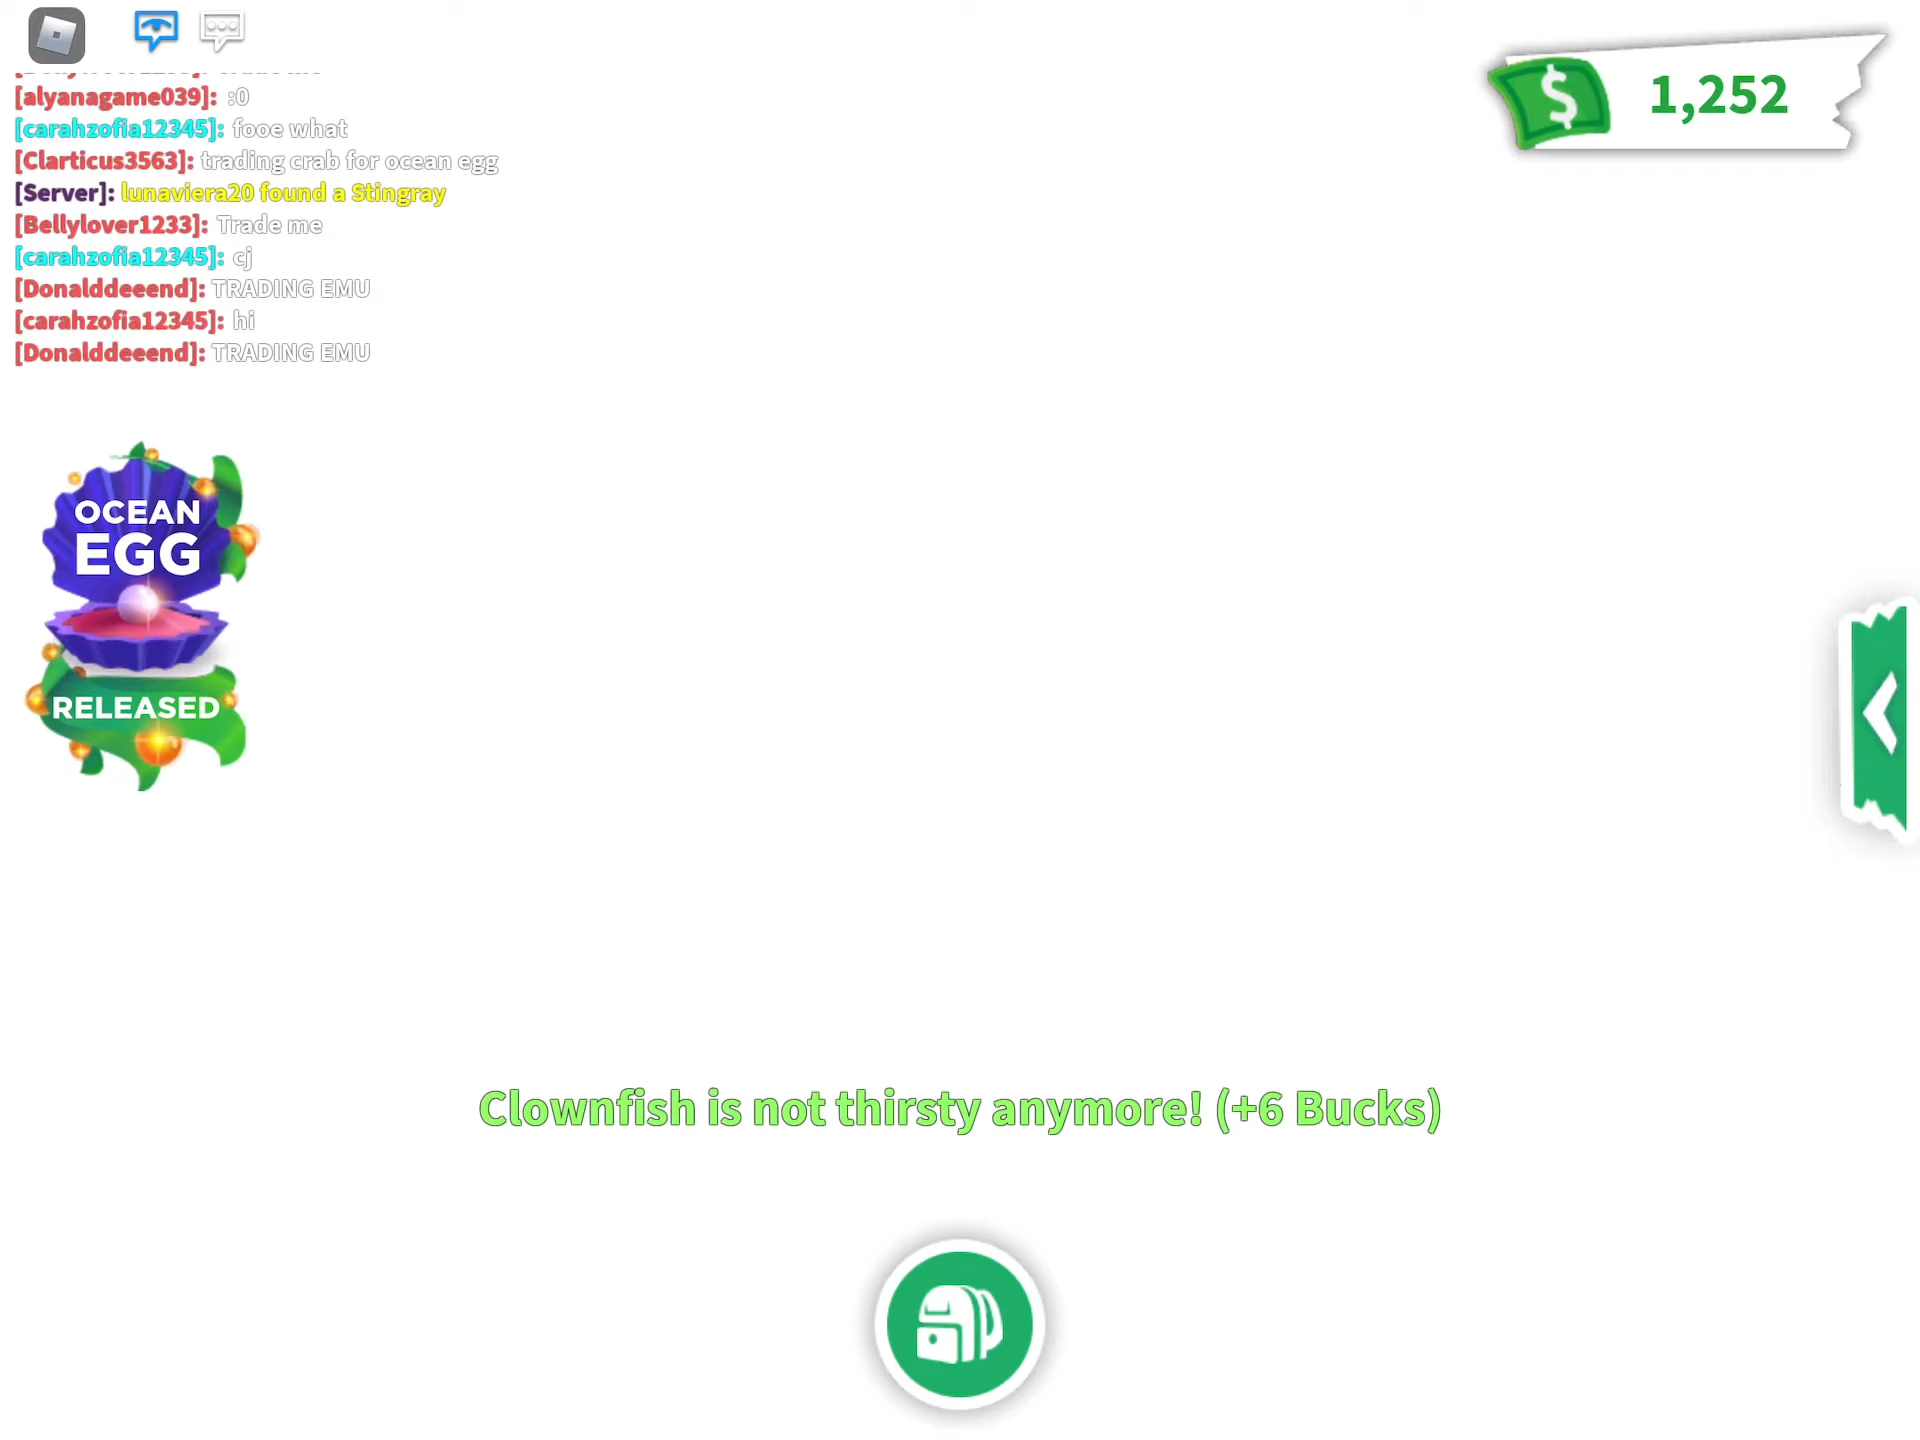 [alyanagame039]: :0
[carahzofia12345]: fooe what
[Clarticus3563]: trading crab for ocean egg
[Server]: lunaviera20 found a Stingray
[Bellylover1233]: Trade me
[carahzofia12345]: cj
[Donalddeeend]: TRADING EMU
[carahzofia12345]: hi
[Donalddeeend]: TRADING EMU
1,252
OCEAN
EGG
RELEASED
Clownfish is not thirsty anymore! (+6 Bucks)